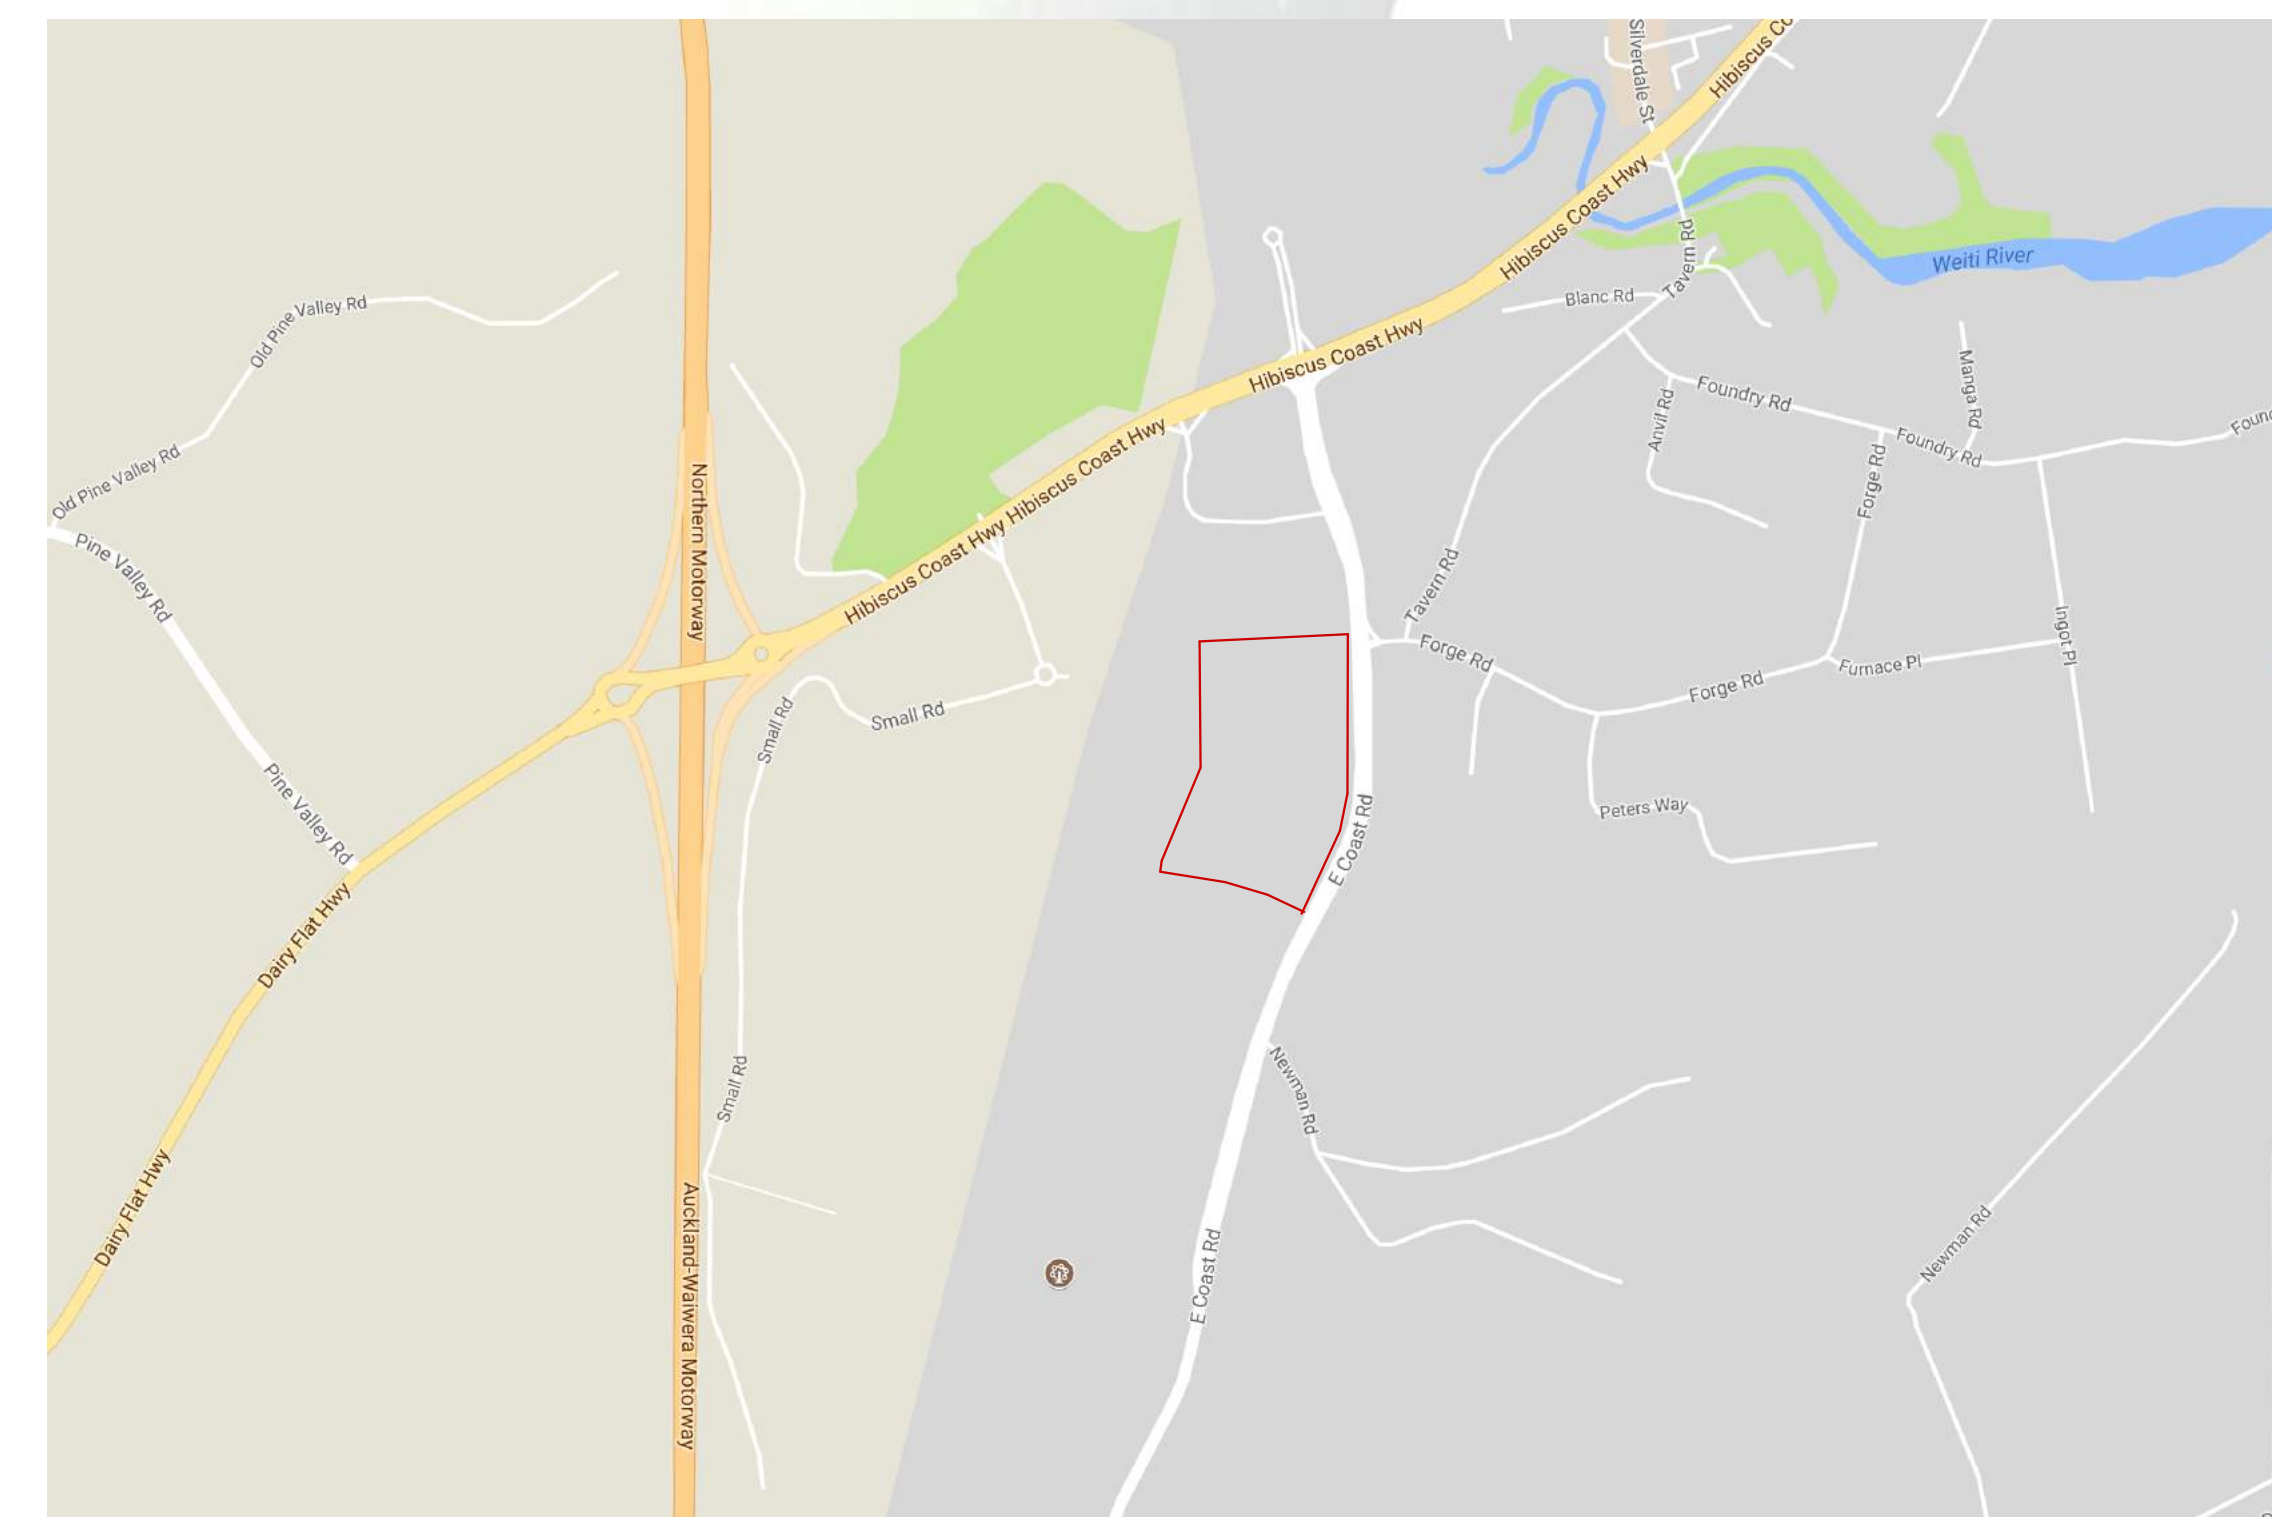 Silverdale St
Hibiscus Co
Hibiscus Coast Hwy
Tavern Rd
Weiti River
Blanc Rd
Old Pine Valley Rd
Hibiscus Coast Hwy
Manga Rd
Foundry Rd
Anvil Rd
Foun
Foundry Rd
Forge Rd
Hibiscus Coast Hwy
Old Pine Valley Rd
Northern Motorway
Hibiscus Coast Hwy
Pine Valley Rd
Tavern Rd
Forge Rd
Ingot Pl
Furnace Pl
Forge Rd
Small Rd
Small Rd
Pine Valley Rd
Peters Way
E Coast Rd
Dairy Flat Hwy
Newman Rd
Small Rd
Dairy Flat Hwy
Auckland-Waiwera Motorway
E Coast Rd
Newman Rd